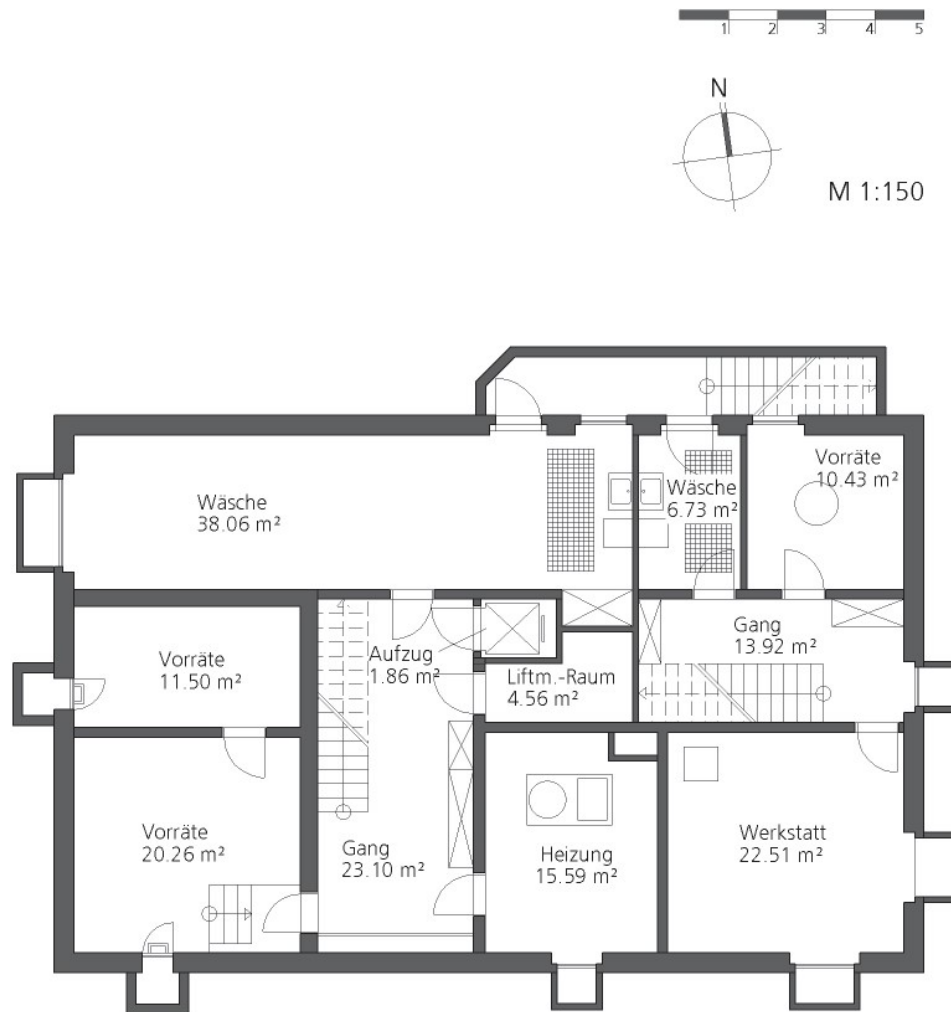 1 2 3 4 5
N
M 1:150
Vorräte
10.43 m²
Wäsche
38.06 m²
Wäsche
6.73 m²
Gang
13.92 m²
Aufzug
1.86 m²
Vorräte
11.50 m²
Liftm.-Raum
4.56 m²
Vorräte
20.26 m²
Gang
23.10 m²
Heizung
15.59 m²
Werkstatt
22.51 m²